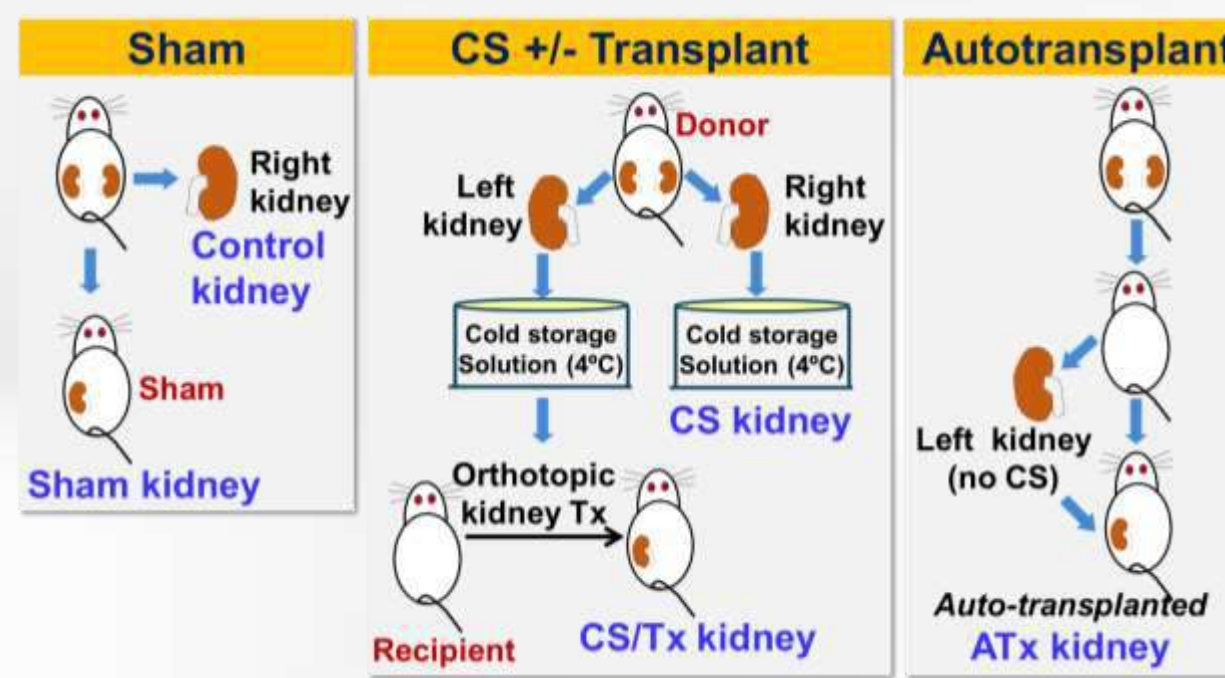 Sham
Right
kidney
Control
kidney
Sham
Sham kidney
CS +/- Transplant
Donor
Left
kidney
Right
kidney
Cold storage
Solution (4ºC)
Cold storage
Solution (4ºC)
CS kidney
Orthotopic
kidney Tx
Recipient
CS/Tx kidney
Autotransplant
Left kidney
(no CS)
Auto-transplanted
ATx kidney